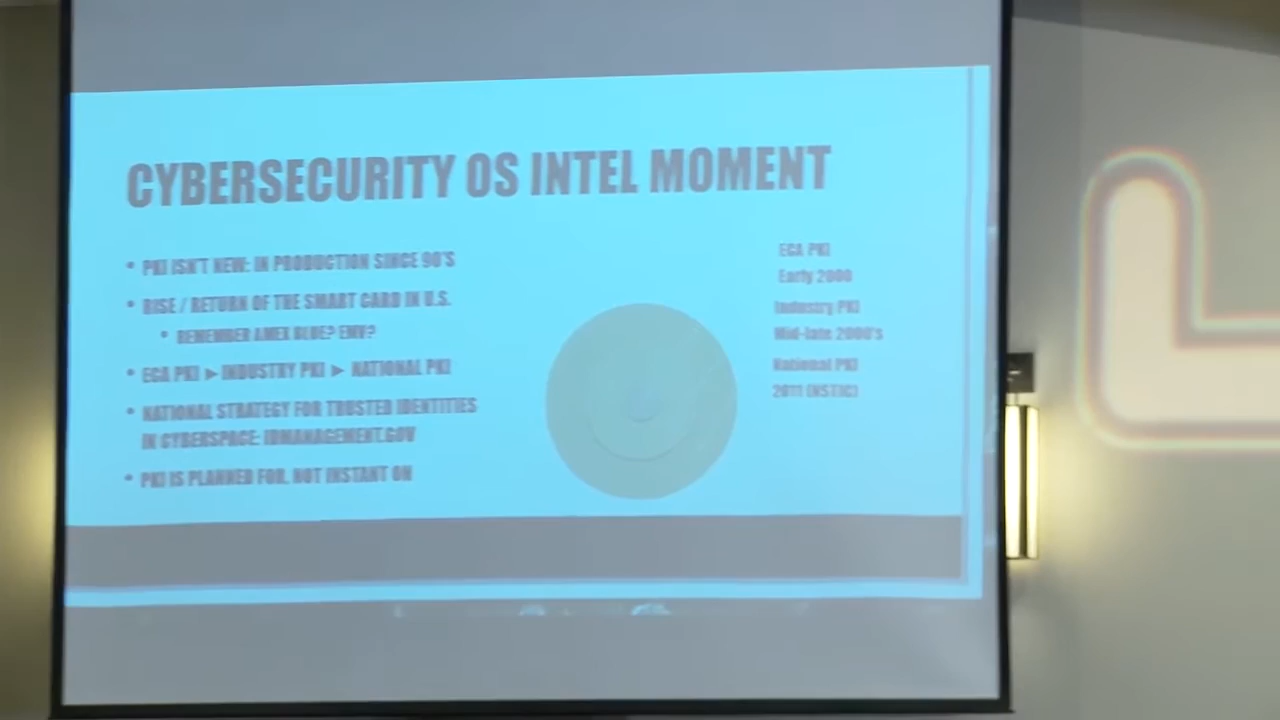 CYBERSECURITY OS INTEL MOMENT
• PKI ISN'T NEW: IN PRODUCTION SINCE 90'S
• RISE / RETURN OF THE SMART CARD IN U.S.
• REMEMBER AMEX BLUE? EMV?
• ECA PKI ► INDUSTRY PKI ► NATIONAL PKI
• NATIONAL STRATEGY FOR TRUSTED IDENTITIES
IN CYBERSPACE: IDMANAGEMENT.GOV
• PKI IS PLANNED FOR, NOT INSTANT ON
ECA PKI
Early 2000
Industry PKI
Mid-late 2000's
National PKI
2011 (NSTIC)